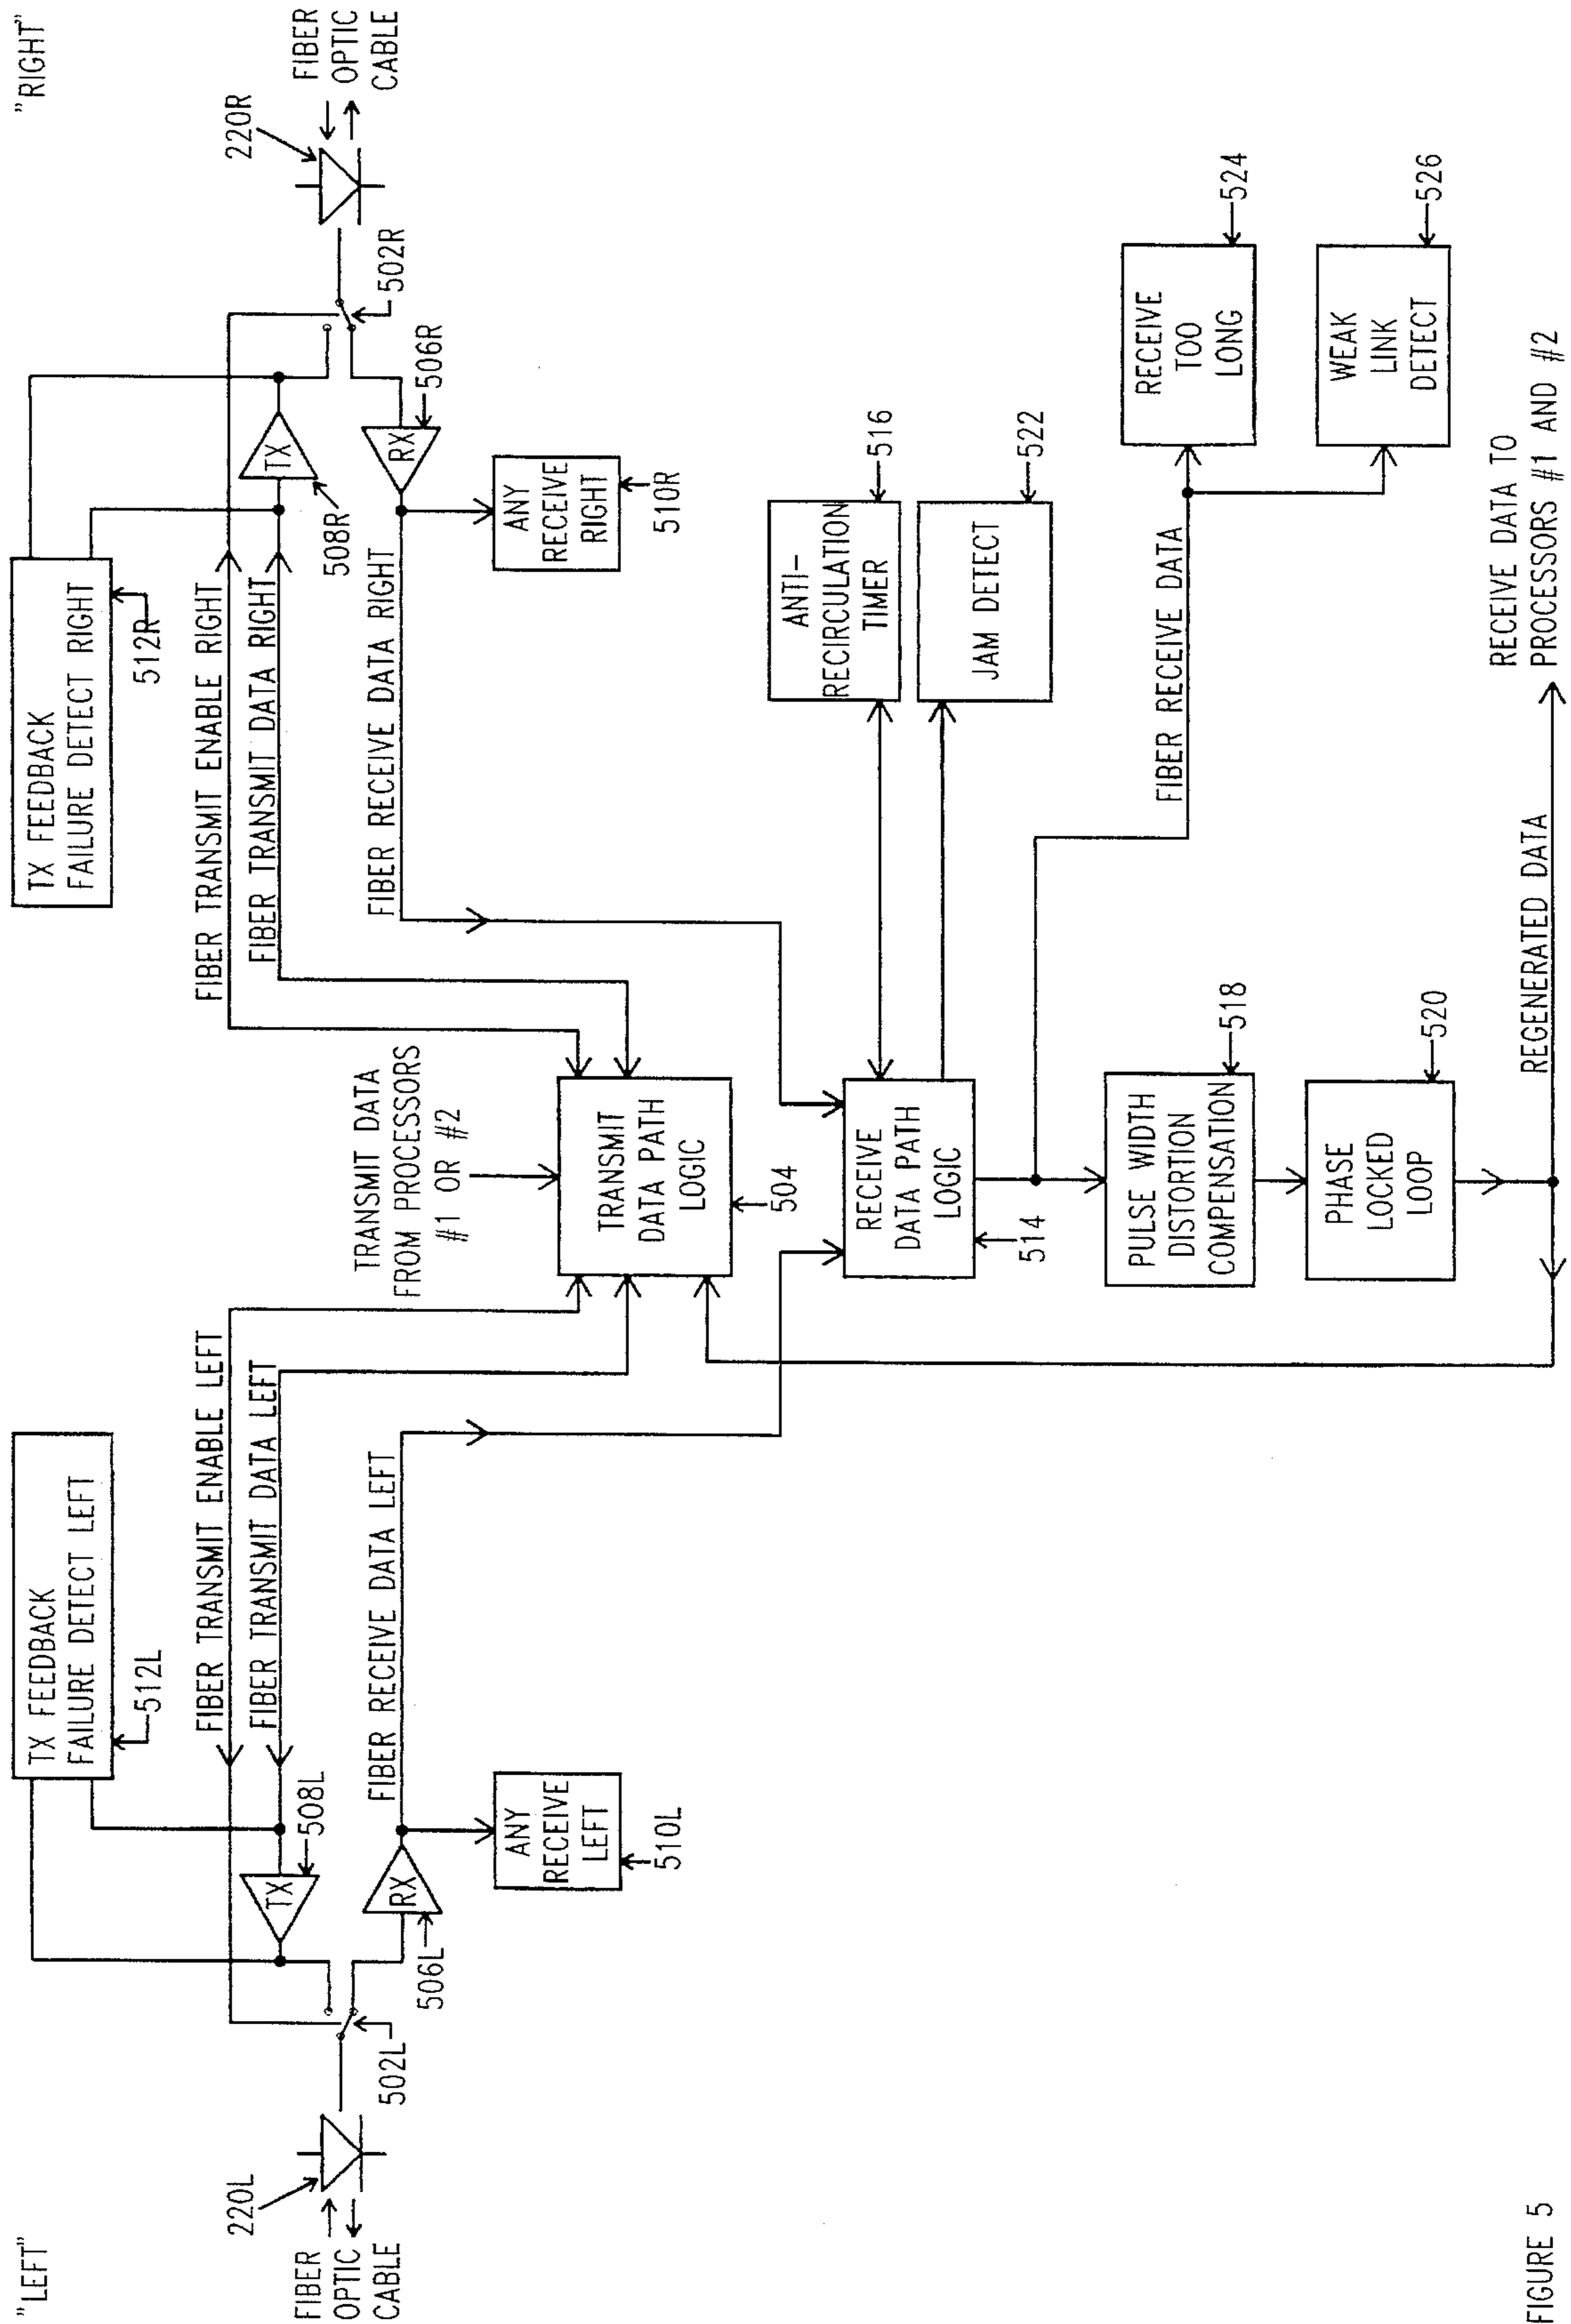 "LEFT"
"RIGHT"
TX FEEDBACK
FAILURE DETECT LEFT
512L
TX FEEDBACK
FAILURE DETECT RIGHT
512R
FIBER TRANSMIT ENABLE LEFT
FIBER TRANSMIT ENABLE RIGHT
FIBER TRANSMIT DATA LEFT
FIBER TRANSMIT DATA RIGHT
220L
FIBER
OPTIC
CABLE
502L
TX
508L
RX
506L
FIBER RECEIVE DATA LEFT
ANY
RECEIVE
LEFT
510L
TRANSMIT DATA
FROM PROCESSORS
#1 OR #2
TRANSMIT
DATA PATH
LOGIC
504
FIBER RECEIVE DATA RIGHT
TX
508R
RX
506R
502R
220R
FIBER
OPTIC
CABLE
ANY
RECEIVE
RIGHT
510R
RECEIVE
DATA PATH
LOGIC
514
ANTI-
RECIRCULATION
TIMER
516
JAM DETECT
522
FIBER RECEIVE DATA
RECEIVE
TOO
LONG
524
WEAK
LINK
DETECT
526
PULSE WIDTH
DISTORTION
COMPENSATION
518
PHASE
LOCKED
LOOP
520
REGENERATED DATA
RECEIVE DATA TO
PROCESSORS #1 AND #2
FIGURE 5